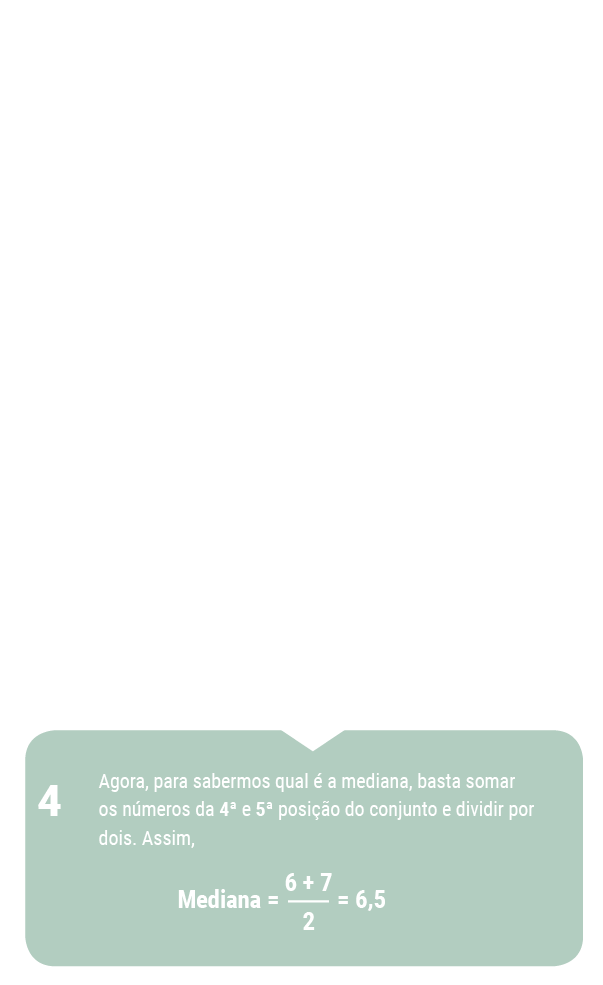 4
Agora, para sabermos qual é a mediana, basta somar
os números da 4ª e 5ª posição do conjunto e dividir por
dois. Assim,
Mediana = 6 + 7 / 2 = 6,5